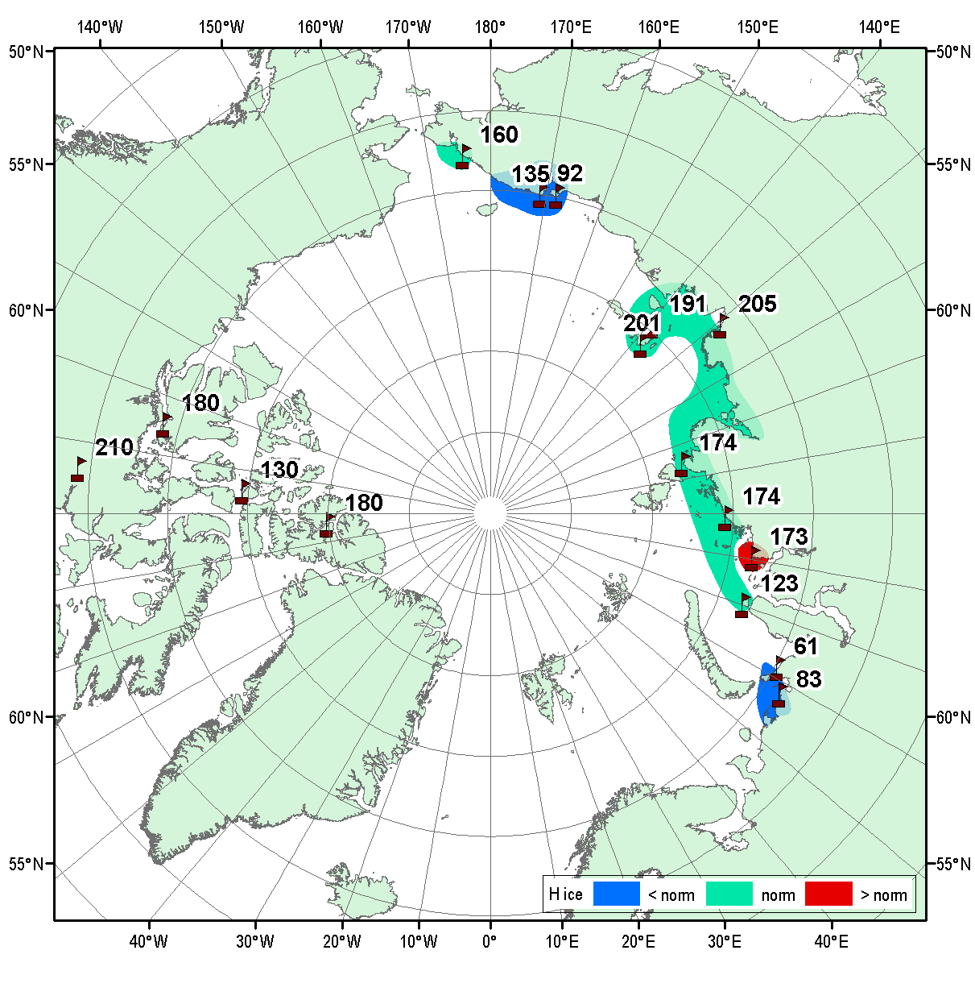 140°W 150°W 160°W 170°W 180° 170°E 160°E 150°E 140°E
50°N 50°N
160
55°N 135 92 55°N
60°N 191 205 60°N
201
180
210 174
130
180 174
173
123
61
83
60°N 60°N
55°N 55°N
H ice < norm norm > norm
40°W 30°W 20°W 10°W 0° 10°E 20°E 30°E 40°E